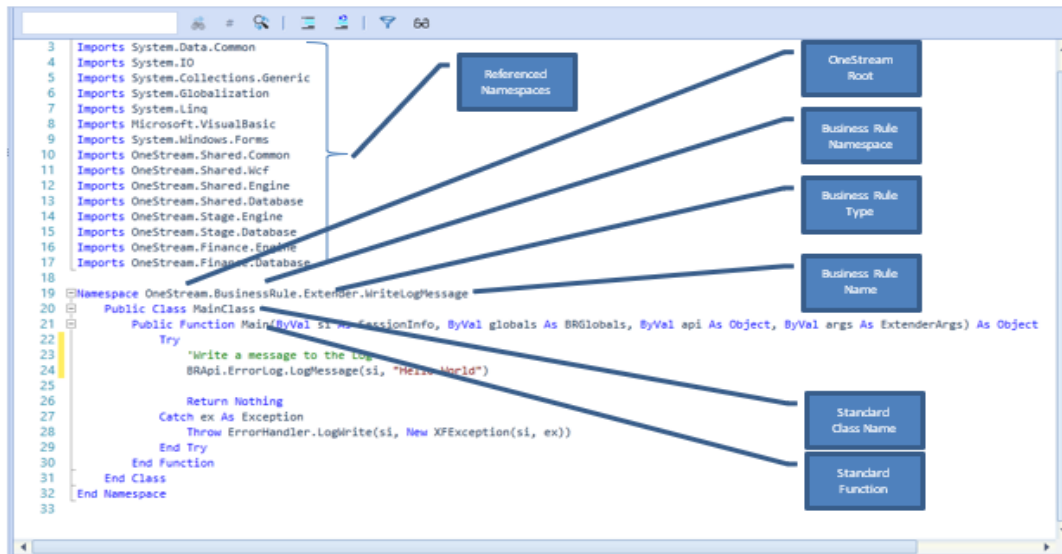 3 Imports System.Data.Common
4 Imports System.IO
5 Imports System.Collections.Generic
6 Imports System.Globalization
7 Imports System.Linq
8 Imports Microsoft.VisualBasic
9 Imports System.Windows.Forms
10 Imports OneStream.Shared.Common
11 Imports OneStream.Shared.Wcf
12 Imports OneStream.Shared.Engine
13 Imports OneStream.Shared.Database
14 Imports OneStream.Stage.Engine
15 Imports OneStream.Stage.Database
16 Imports OneStream.Finance.Engine
17 Imports OneStream.Finance.Database
18
19 Namespace OneStream.BusinessRule.Extender.WriteLogMessage
20 Public Class MainClass
21 Public Function Main(ByVal si As SessionInfo, ByVal globals As BRGlobals, ByVal api As Object, ByVal args As ExtenderArgs) As Object
22 Try
23 'Write a message to the Log
24 BRApi.ErrorLog.LogMessage(si, "Hello World")
25
26 Return Nothing
27 Catch ex As Exception
28 Throw ErrorHandler.LogWrite(si, New XFException(si, ex))
29 End Try
30 End Function
31 End Class
32 End Namespace
33
Referenced
Namespaces
OneStream
Root
Business Rule
Namespace
Business Rule
Type
Business Rule
Name
Standard
Class Name
Standard
Function